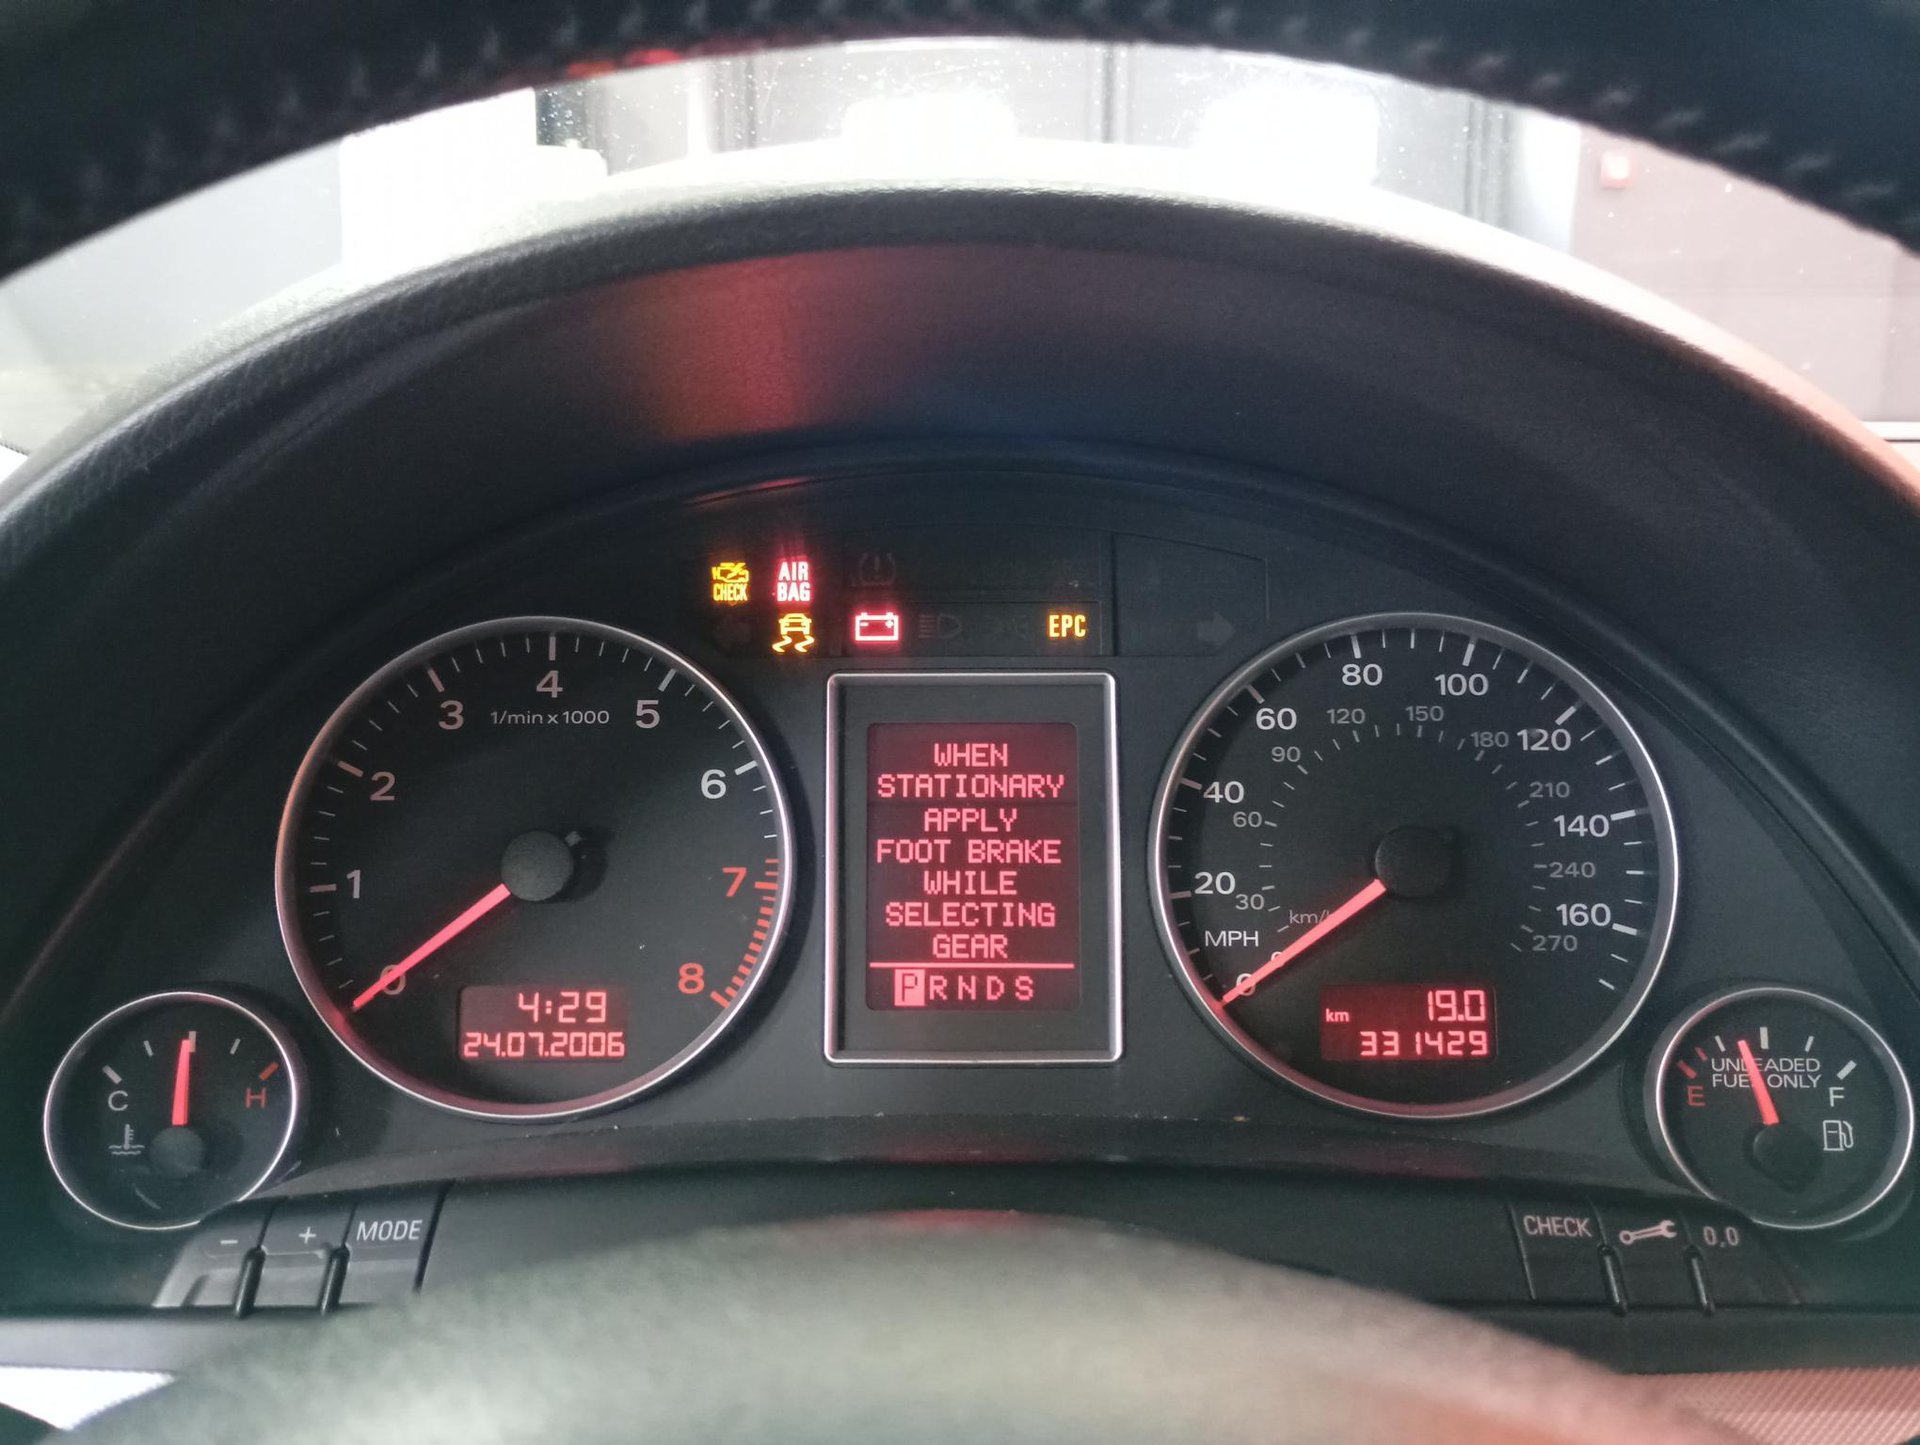 CHECK
AIR
BAG
EPC
1/min x 1000
0
1
2
3
4
5
6
7
8
4:29
24.07.2006
WHEN
STATIONARY
APPLY
FOOT BRAKE
WHILE
SELECTING
GEAR
P R N D S
0
20
40
60
80
100
120
140
160
MPH
30
60
90
120
150
180
210
240
270
km/h
km 19.0
331429
C
H
UNLEADED
FUEL ONLY
E
F
- + MODE
CHECK 0,0